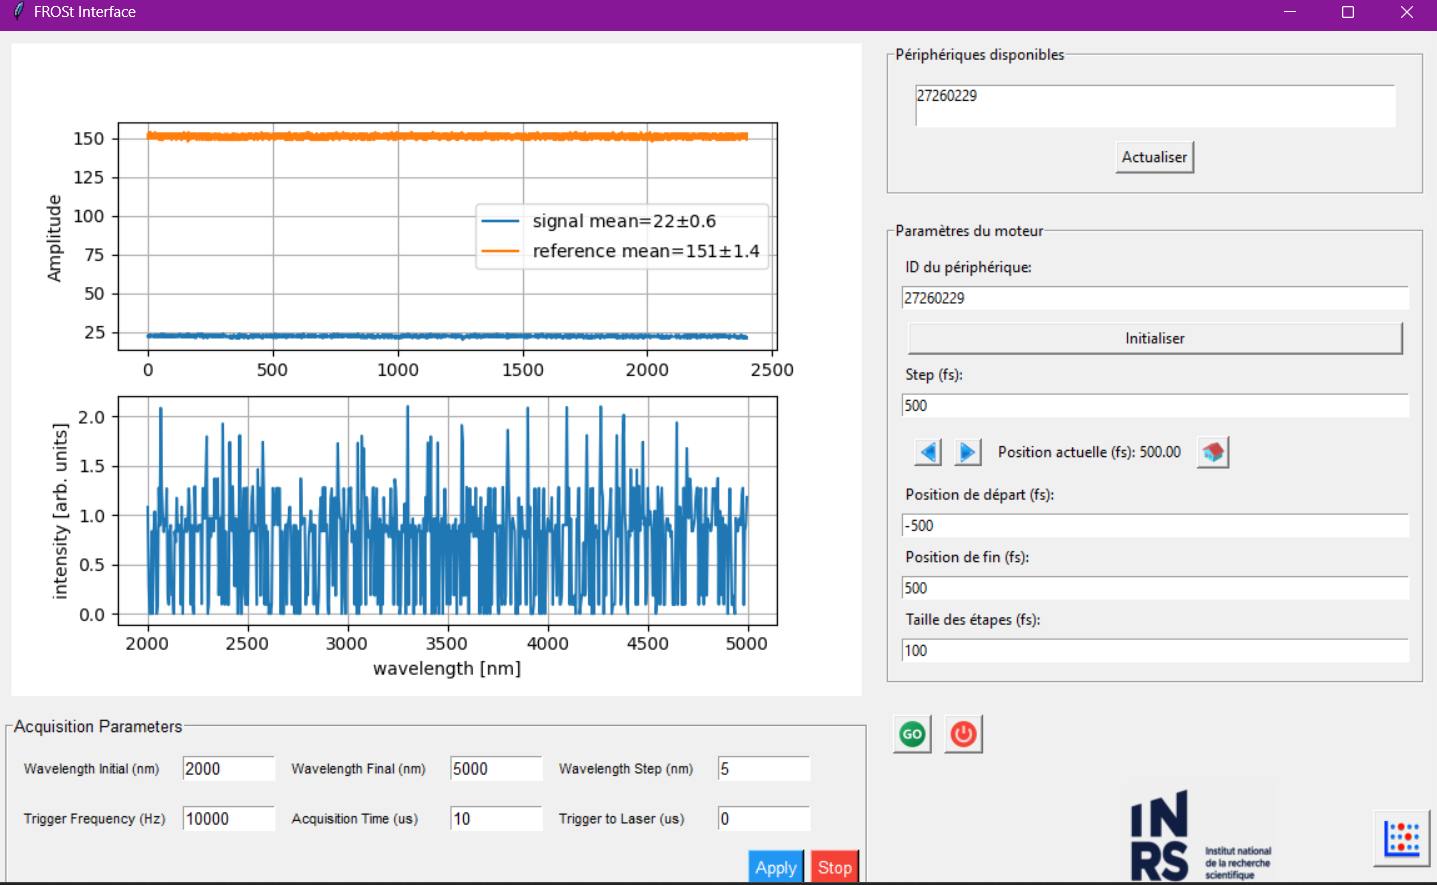 FROSt Interface
150
125
100
75
50
25
Amplitude
signal mean=22±0.6
reference mean=151±1.4
0 500 1000 1500 2000 2500
2.0
1.5
1.0
0.5
0.0
intensity [arb. units]
2000 2500 3000 3500 4000 4500 5000
wavelength [nm]
Acquisition Parameters
Wavelength Initial (nm) 2000 Wavelength Final (nm) 5000 Wavelength Step (nm) 5
Trigger Frequency (Hz) 10000 Acquisition Time (us) 10 Trigger to Laser (us) 0
Apply Stop
Périphériques disponibles
27260229
Actualiser
Paramètres du moteur
ID du périphérique:
27260229
Initialiser
Step (fs):
500
Position actuelle (fs): 500.00
Position de départ (fs):
-500
Position de fin (fs):
500
Taille des étapes (fs):
100
GO
INRS
Institut national
de la recherche
scientifique